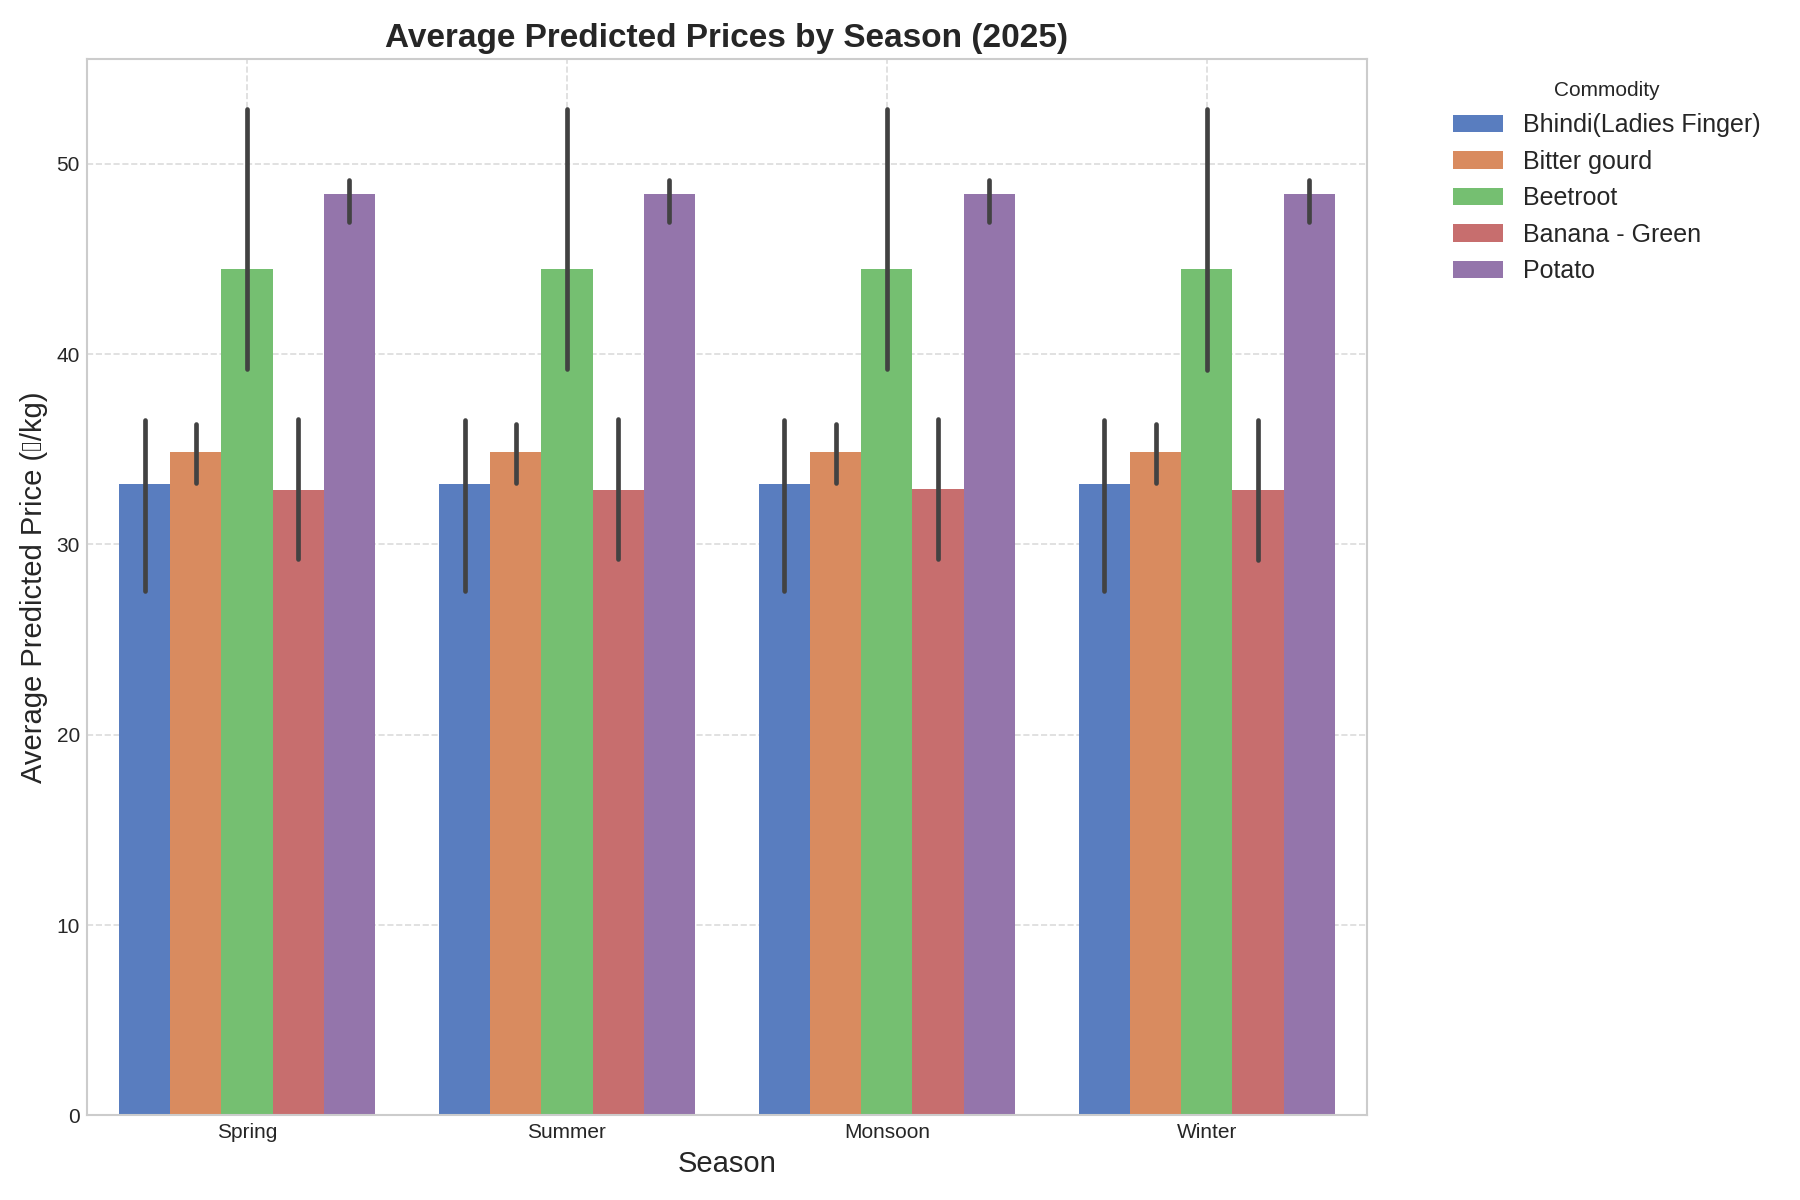 Average Predicted Prices by Season (2025)
Average Predicted Price (▯/kg)
50
40
30
20
10
0
Spring
Summer
Monsoon
Winter
Season
Commodity
Bhindi(Ladies Finger)
Bitter gourd
Beetroot
Banana - Green
Potato